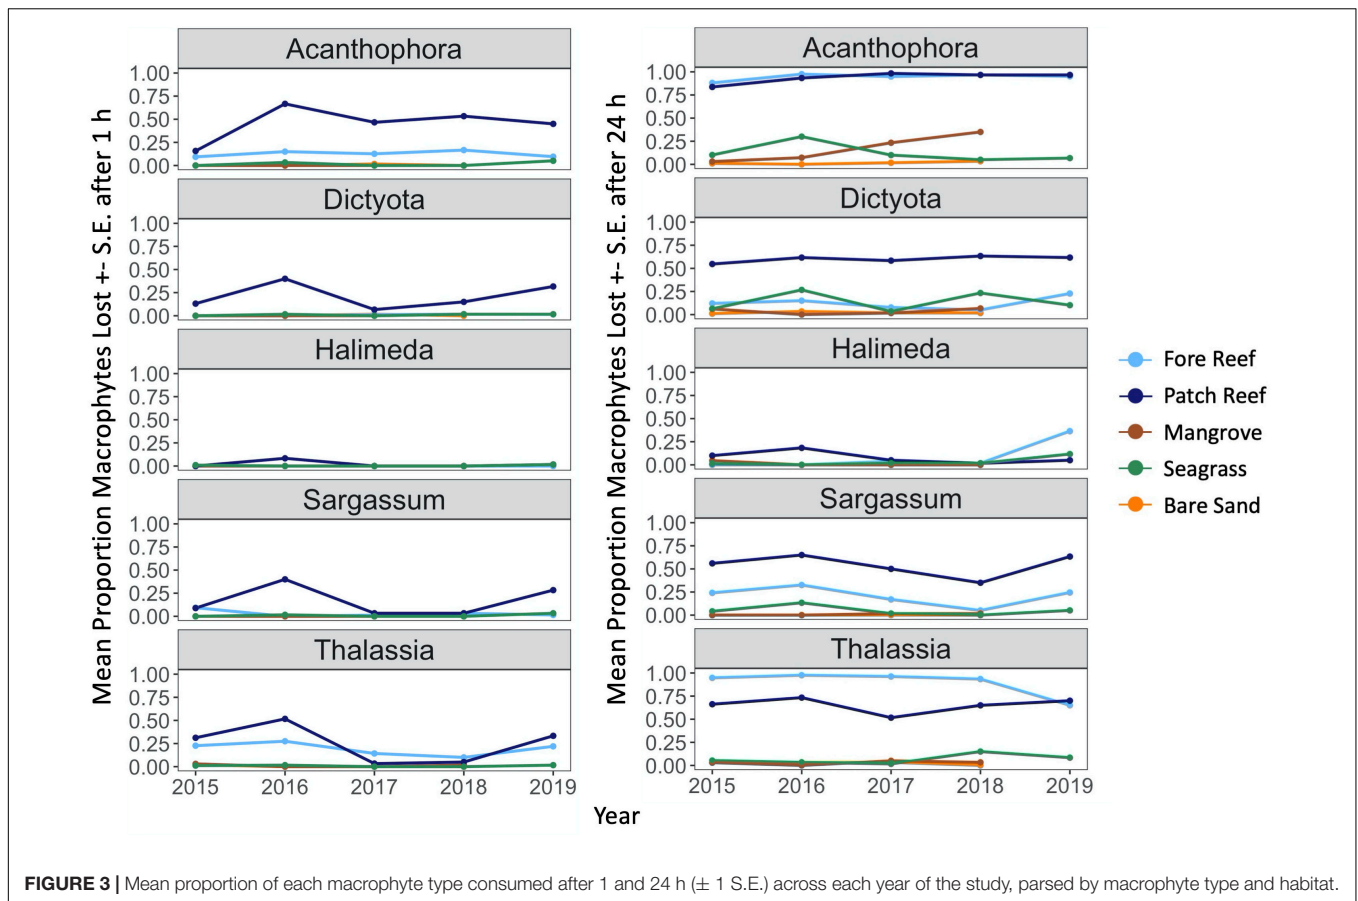 Mean Proportion Macrophytes Lost +- S.E. after 1 h
Acanthophora
1.00
0.75
0.50
0.25
0.00
Dictyota
1.00
0.75
0.50
0.25
0.00
Halimeda
1.00
0.75
0.50
0.25
0.00
Sargassum
1.00
0.75
0.50
0.25
0.00
Thalassia
1.00
0.75
0.50
0.25
0.00
2015 2016 2017 2018 2019
Mean Proportion Macrophytes Lost +- S.E. after 24 h
Acanthophora
1.00
0.75
0.50
0.25
0.00
Dictyota
1.00
0.75
0.50
0.25
0.00
Halimeda
1.00
0.75
0.50
0.25
0.00
Sargassum
1.00
0.75
0.50
0.25
0.00
Thalassia
1.00
0.75
0.50
0.25
0.00
2015 2016 2017 2018 2019
Year
Fore Reef
Patch Reef
Mangrove
Seagrass
Bare Sand
FIGURE 3 | Mean proportion of each macrophyte type consumed after 1 and 24 h (± 1 S.E.) across each year of the study, parsed by macrophyte type and habitat.